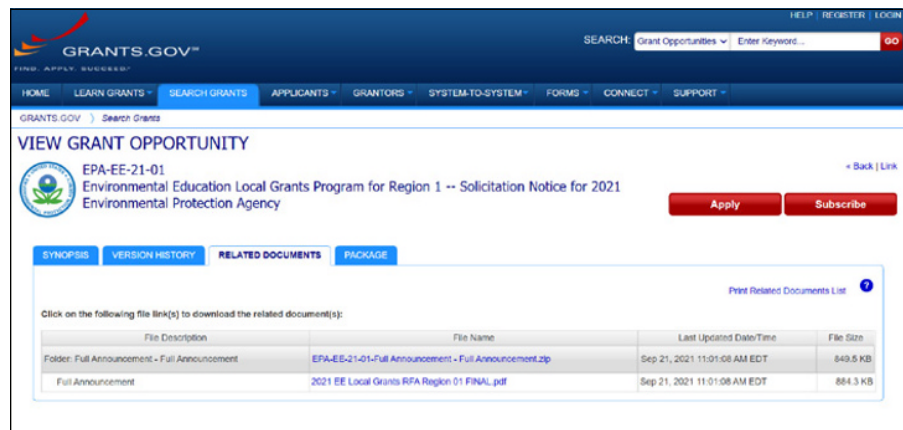 HELP | REGISTER | LOGIN
GRANTS.GOV℠
FIND. APPLY. SUCCEED.℠
SEARCH: Grant Opportunities Enter Keyword... GO
HOME LEARN GRANTS SEARCH GRANTS APPLICANTS GRANTORS SYSTEM-TO-SYSTEM FORMS CONNECT SUPPORT
GRANTS.GOV 〉 Search Grants
VIEW GRANT OPPORTUNITY
EPA-EE-21-01
Environmental Education Local Grants Program for Region 1 -- Solicitation Notice for 2021
Environmental Protection Agency
« Back | Link
Apply Subscribe
SYNOPSIS VERSION HISTORY RELATED DOCUMENTS PACKAGE
Print Related Documents List ?
Click on the following file link(s) to download the related document(s):
File Description File Name Last Updated Date/Time File Size
Folder: Full Announcement - Full Announcement EPA-EE-21-01-Full Announcement - Full Announcement.zip Sep 21, 2021 11:01:08 AM EDT 849.5 KB
Full Announcement 2021 EE Local Grants RFA Region 01 FINAL.pdf Sep 21, 2021 11:01:08 AM EDT 884.3 KB